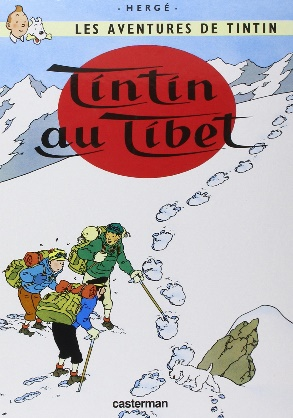 - HERGÉ -
LES AVENTURES DE TINTIN
Tintin
au Tibet
casterman